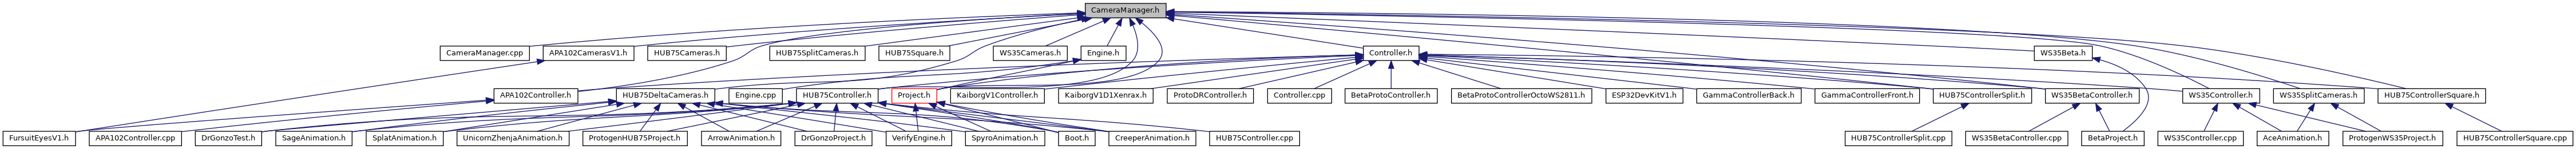 CameraManager.h
CameraManager.cpp
APA102CamerasV1.h
HUB75Cameras.h
HUB75SplitCameras.h
HUB75Square.h
WS35Cameras.h
Engine.h
Controller.h
WS35Beta.h
APA102Controller.h
HUB75DeltaCameras.h
Engine.cpp
HUB75Controller.h
Project.h
KaiborgV1Controller.h
KaiborgV1D1Xenrax.h
ProtoDRController.h
Controller.cpp
BetaProtoController.h
BetaProtoControllerOctoWS2811.h
ESP32DevKitV1.h
GammaControllerBack.h
GammaControllerFront.h
HUB75ControllerSplit.h
WS35BetaController.h
WS35Controller.h
WS35SplitCameras.h
HUB75ControllerSquare.h
FursuitEyesV1.h
APA102Controller.cpp
DrGonzoTest.h
SageAnimation.h
SplatAnimation.h
UnicornZhenjaAnimation.h
ProtogenHUB75Project.h
ArrowAnimation.h
DrGonzoProject.h
VerifyEngine.h
SpyroAnimation.h
Boot.h
CreeperAnimation.h
HUB75Controller.cpp
HUB75ControllerSplit.cpp
WS35BetaController.cpp
BetaProject.h
WS35Controller.cpp
AceAnimation.h
ProtogenWS35Project.h
HUB75ControllerSquare.cpp